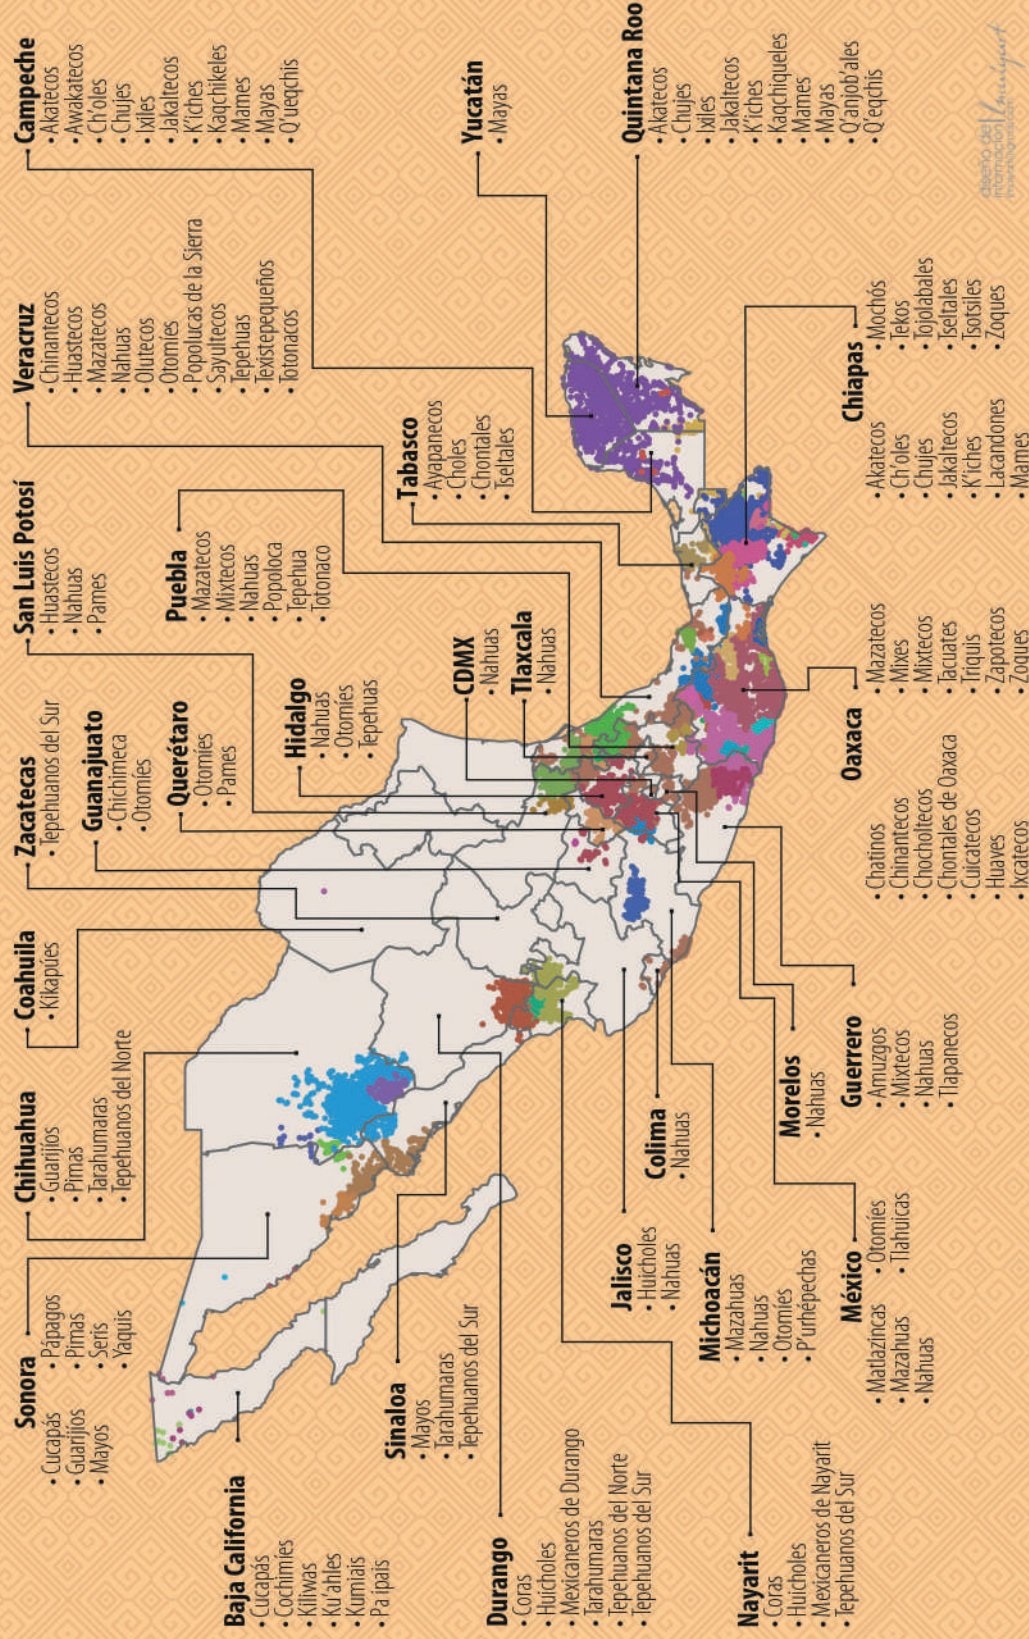 Sonora
• Cucapás
• Guarijíos
• Mayos
• Pápagos
• Pimas
• Seris
• Yaquis
Chihuahua
• Guarijíos
• Pimas
• Tarahumaras
• Tepehuanos del Norte
Coahuila
• Kikapúes
Zacatecas
• Tepehuanos del Sur
Guanajuato
• Chichimeca
• Otomíes
Querétaro
• Otomíes
• Pames
San Luis Potosí
• Huastecos
• Nahuas
• Pames
Hidalgo
Nahuas
• Otomíes
• Tepehuas
Puebla
• Mazatecos
• Mixtecos
• Nahuas
• Popoloca
• Tepehua
• Totonaco
Veracruz
• Chinantecos
• Huastecos
• Mazatecos
• Nahuas
• Olutecos
• Otomíes
• Popolucas de la Sierra
• Sayultecos
• Tepehuas
• Texistepequeños
• Totonacos
Campeche
• Akatecos
• Awakatecos
• Ch'oles
• Chujes
• Ixiles
• Jakaltecos
• K'iches
• Kaqchikeles
• Mames
• Mayas
• Q'ueqchis
CDMX
• Nahuas
Tlaxcala
• Nahuas
Tabasco
• Ayapanecos
• Choles
• Chontales
• Tseltales
Yucatán
• Mayas
Quintana Roo
• Akatecos
• Chujes
• Ixiles
• Jakaltecos
• K'iches
• Kaqchiqueles
• Mames
• Mayas
• Q'anjob'ales
• Q'eqchis
Baja California
• Cucapás
• Cochimíes
• Kiliwas
• Ku'ahles
• Kumiais
• Pa ipais
Sinaloa
• Mayos
• Tarahumaras
• Tepehuanos del Sur
Durango
• Coras
• Huicholes
• Mexicaneros de Durango
• Tarahumaras
• Tepehuanos del Norte
• Tepehuanos del Sur
Nayarit
• Coras
• Huicholes
• Mexicaneros de Nayarit
• Tepehuanos del Sur
Jalisco
• Huicholes
• Nahuas
Colima
• Nahuas
Michoacán
• Mazahuas
• Nahuas
• Otomíes
• P'urhépechas
México
• Matlazincas
• Mazahuas
• Nahuas
• Otomíes
• Tlahuicas
Morelos
• Nahuas
Guerrero
• Amuzgos
• Mixtecos
• Nahuas
• Tlapanecos
Oaxaca
• Chatinos
• Chinantecos
• Chocholtecos
• Chontales de Oaxaca
• Cuicatecos
• Huaves
• Ixcatecos
• Mazatecos
• Mixes
• Mixtecos
• Tacuates
• Triquis
• Zapotecos
• Zoques
Chiapas
• Akatecos
• Ch'oles
• Chujes
• Jakaltecos
• K'iches
• Lacandones
• Mames
• Mochós
• Tekos
• Tojolabales
• Tseltales
• Tsotsiles
• Zoques
diseño de
información